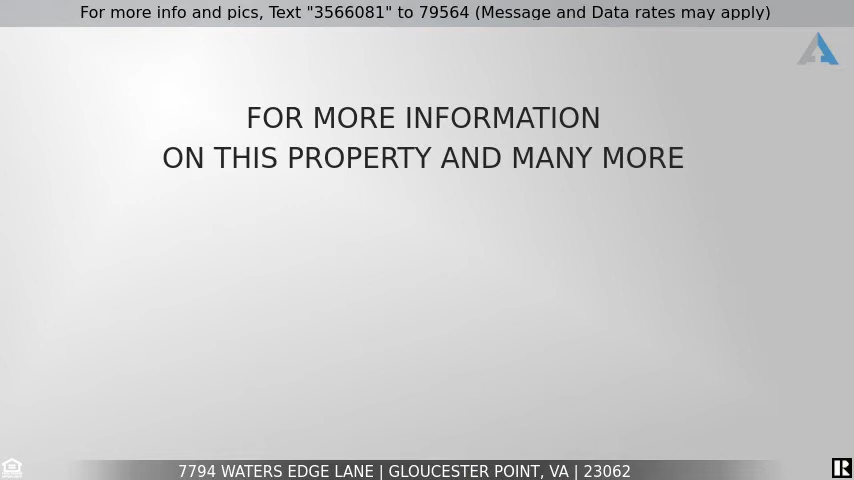 For more info and pics, Text "3566081" to 79564 (Message and Data rates may apply)
FOR MORE INFORMATION
ON THIS PROPERTY AND MANY MORE
7794 WATERS EDGE LANE | GLOUCESTER POINT, VA | 23062